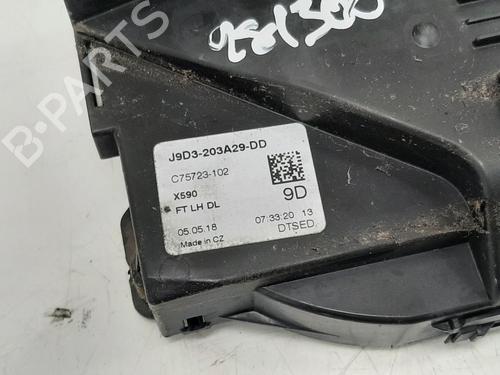 B-PARTS
J9D3-203A29-DD
C75723-102
X590
9D
FT LH DL
05.05.18
07:33:20 13
Made in CZ
DTSED